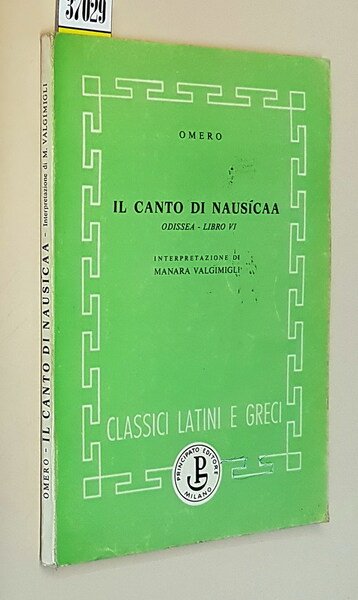 37029
OMERO
IL CANTO DI NAUSÍCAA
ODISSEA - LIBRO VI
INTERPRETAZIONE DI
MANARA VALGIMIGLI
CLASSICI LATINI E GRECI
PRINCIPATO EDITORE
P
MILANO
OMERO - IL CANTO DI NAUSICAA - Interpretazione di M. VALGIMIGLI